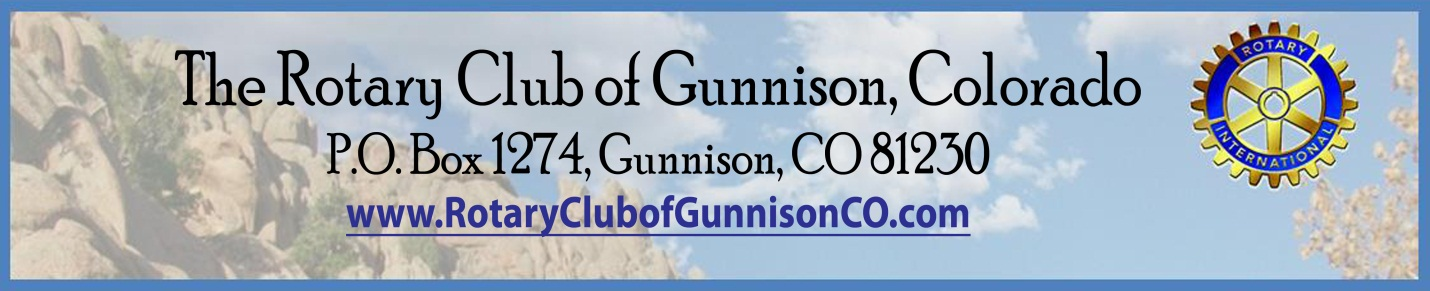 The Rotary Club of Gunnison, Colorado
P.O. Box 1274, Gunnison, CO 81230
www.RotaryClubofGunnisonCO.com
ROTARY
INTERNATIONAL